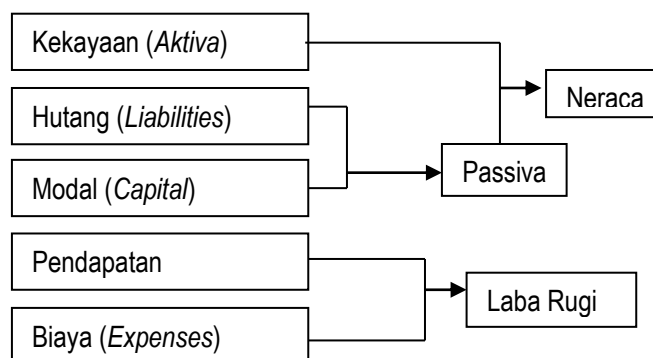 Kekayaan (Aktiva)
Neraca
Hutang (Liabilities)
Passiva
Modal (Capital)
Pendapatan
Laba Rugi
Biaya (Expenses)